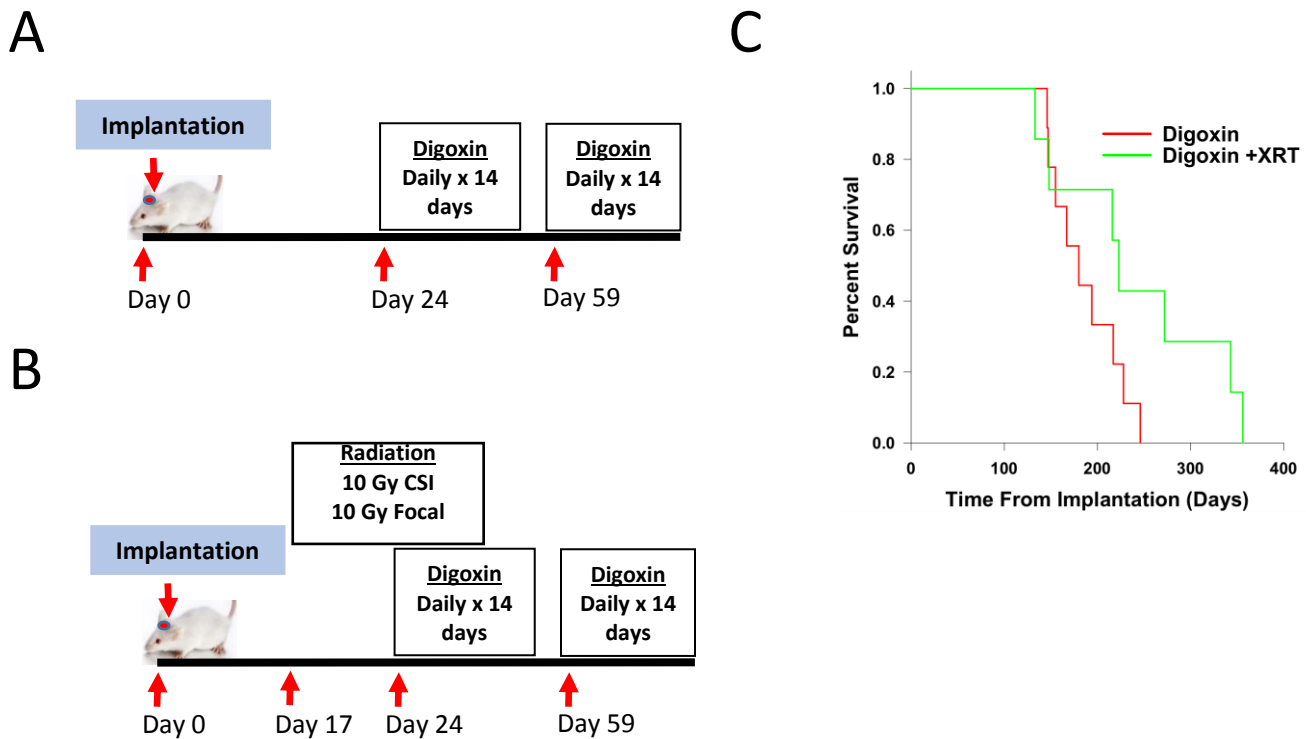 A
Implantation
Digoxin
Daily x 14
days
Digoxin
Daily x 14
days
Day 0
Day 24
Day 59
B
Radiation
10 Gy CSI
10 Gy Focal
Implantation
Digoxin
Daily x 14
days
Digoxin
Daily x 14
days
Day 0
Day 17
Day 24
Day 59
C
Percent Survival
1.0
0.8
0.6
0.4
0.2
0.0
0
100
200
300
400
Time From Implantation (Days)
Digoxin
Digoxin +XRT